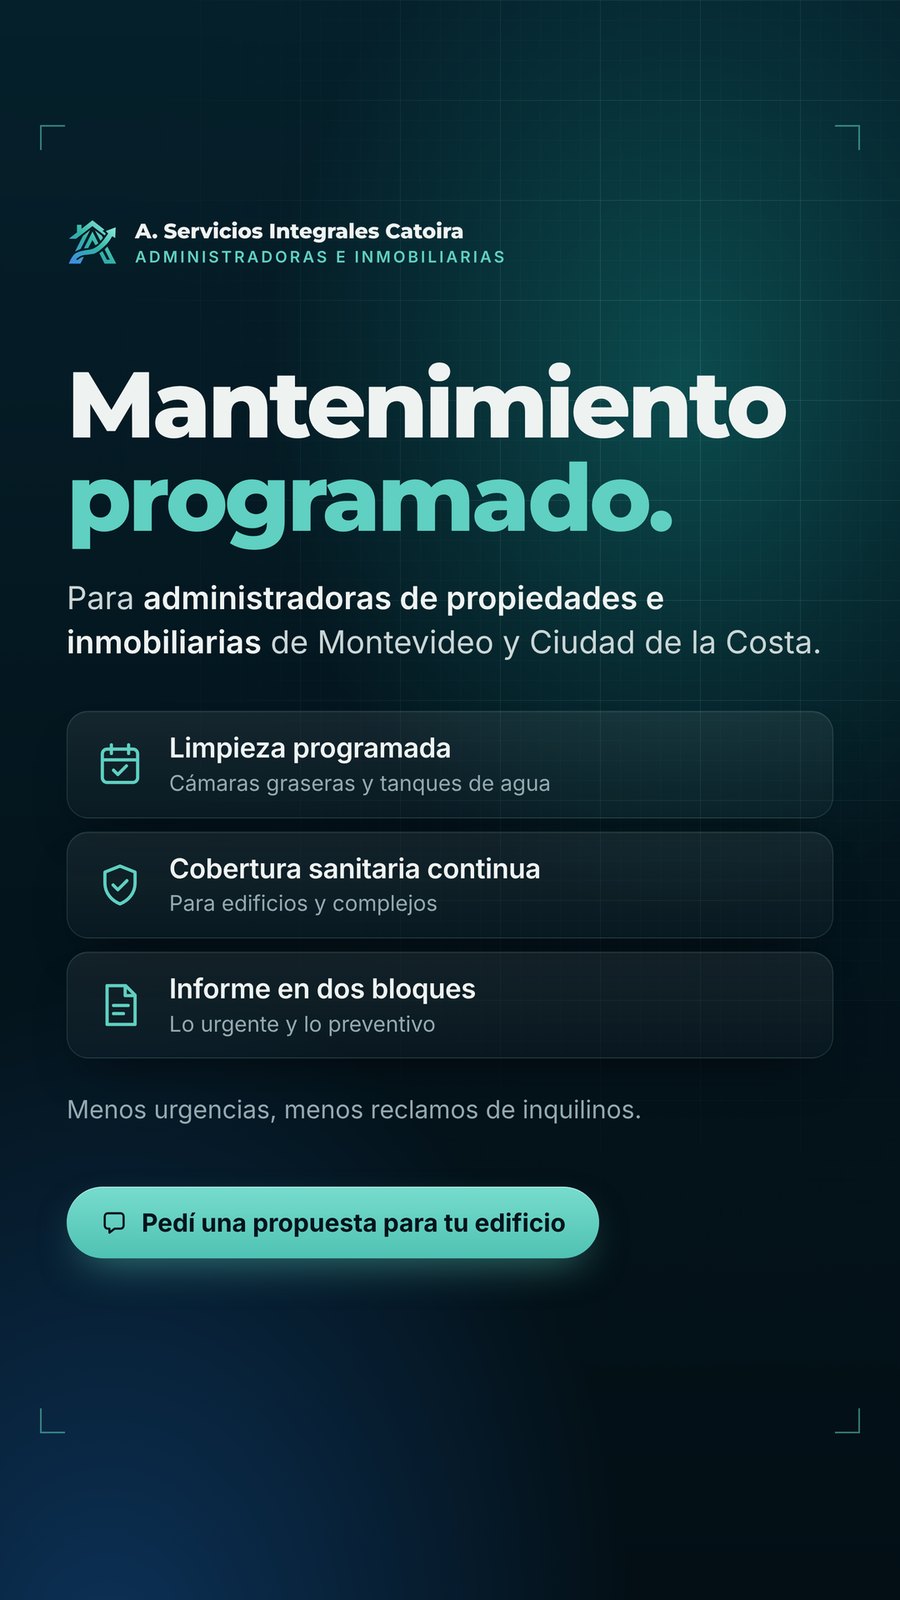 A. Servicios Integrales Catoira
ADMINISTRADORAS E INMOBILIARIAS
Mantenimiento
programado.
Para administradoras de propiedades e
inmobiliarias de Montevideo y Ciudad de la Costa.
Limpieza programada
Cámaras graseras y tanques de agua
Cobertura sanitaria continua
Para edificios y complejos
Informe en dos bloques
Lo urgente y lo preventivo
Menos urgencias, menos reclamos de inquilinos.
Pedí una propuesta para tu edificio